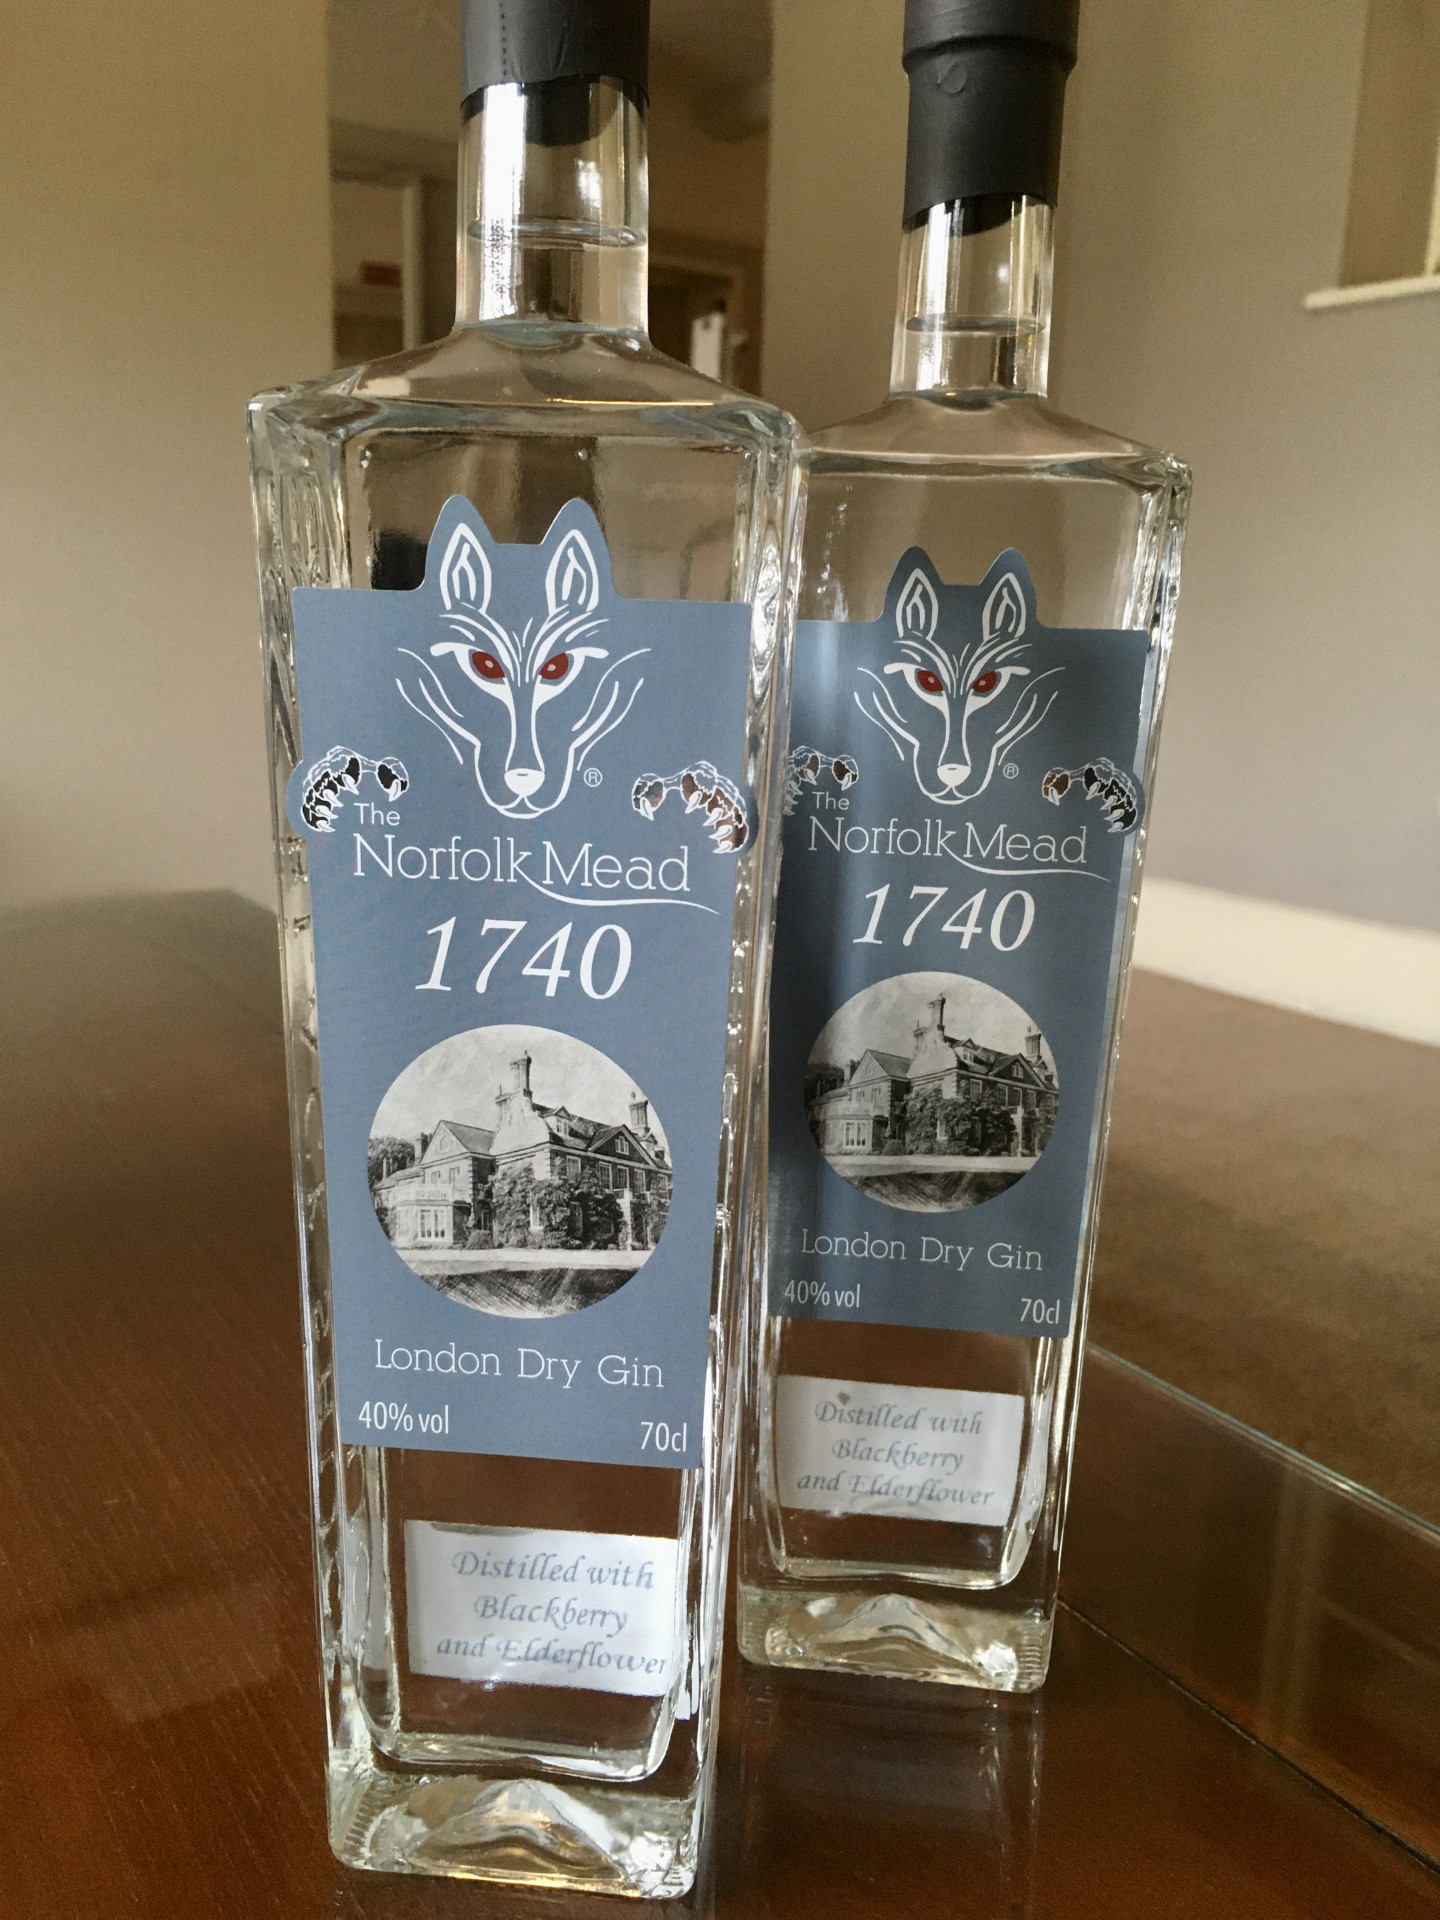 ®
The
Norfolk Mead
1740
London Dry Gin
40% vol 70cl
Distilled with
Blackberry
and Elderflower
®
The
Norfolk Mead
1740
London Dry Gin
40% vol 70cl
Distilled with
Blackberry
and Elderflower